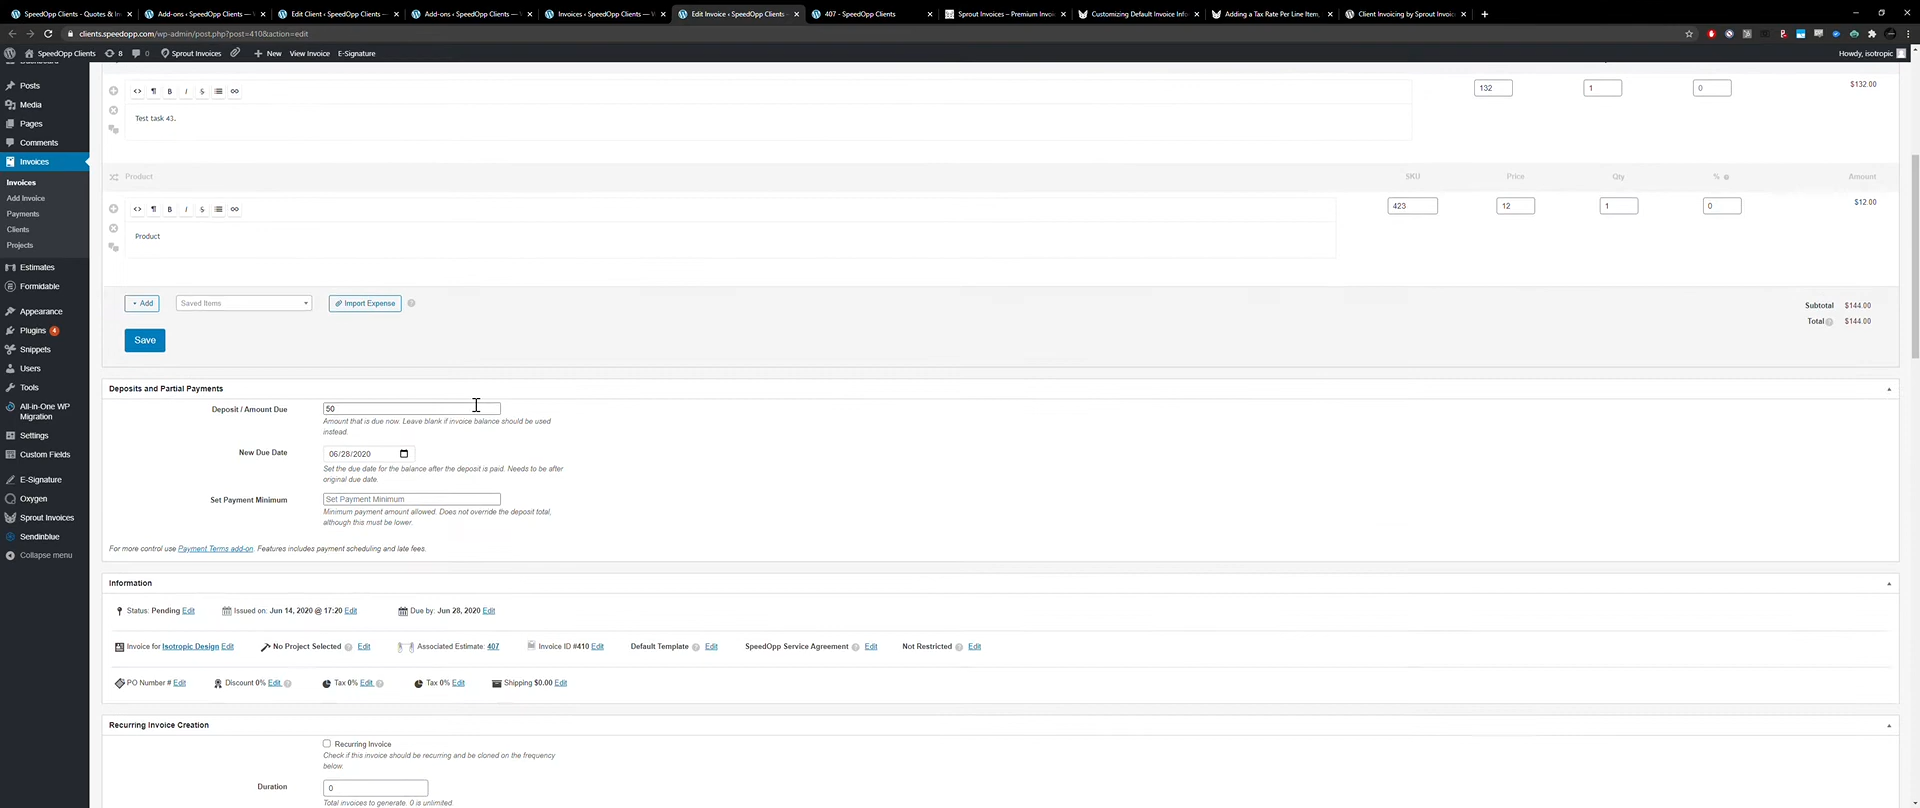 SpeedOpp Clients - Quotes & In
Add-ons ‹ SpeedOpp Clients —
Edit Client ‹ SpeedOpp Clients —
Add-ons ‹ SpeedOpp Clients —
Invoices ‹ SpeedOpp Clients —
Edit Invoice ‹ SpeedOpp Clients
407 - SpeedOpp Clients
Sprout Invoices – Premium Invoi
Customizing Default Invoice Info
Adding a Tax Rate Per Line Item,
Client Invoicing by Sprout Invoic
clients.speedopp.com/wp-admin/post.php?post=410&action=edit
SpeedOpp Clients
8
0
Sprout Invoices
New
View Invoice
E-Signature
Howdy, isotropic
Posts
Media
Pages
Comments
Invoices
Invoices
Add Invoice
Payments
Clients
Projects
Estimates
Formidable
Appearance
Plugins 4
Snippets
Users
Tools
All-in-One WP
Migration
Settings
Custom Fields
E-Signature
Oxygen
Sprout Invoices
Sendinblue
Collapse menu
132
1
0
$132.00
Test task 43.
Product
SKU
Price
Qty
%
Amount
423
12
1
0
$12.00
Product
+ Add
Saved Items
Import Expense
Subtotal $144.00
Total $144.00
Save
Deposits and Partial Payments
Deposit / Amount Due
50
Amount that is due now. Leave blank if invoice balance should be used
instead.
New Due Date
06/28/2020
Set the due date for the balance after the deposit is paid. Needs to be after
original due date.
Set Payment Minimum
Set Payment Minimum
Minimum payment amount allowed. Does not override the deposit total,
although this must be lower.
For more control use Payment Terms add-on. Features includes payment scheduling and late fees.
Information
Status: Pending Edit
Issued on: Jun 14, 2020 @ 17:20 Edit
Due by: Jun 28, 2020 Edit
Invoice for Isotropic Design Edit
No Project Selected Edit
Associated Estimate: 407
Invoice ID #410 Edit
Default Template Edit
SpeedOpp Service Agreement Edit
Not Restricted Edit
PO Number # Edit
Discount 0% Edit
Tax 0% Edit
Tax 0% Edit
Shipping $0.00 Edit
Recurring Invoice Creation
Recurring Invoice
Check if this invoice should be recurring and be cloned on the frequency
below.
Duration
0
Total invoices to generate. 0 is unlimited.